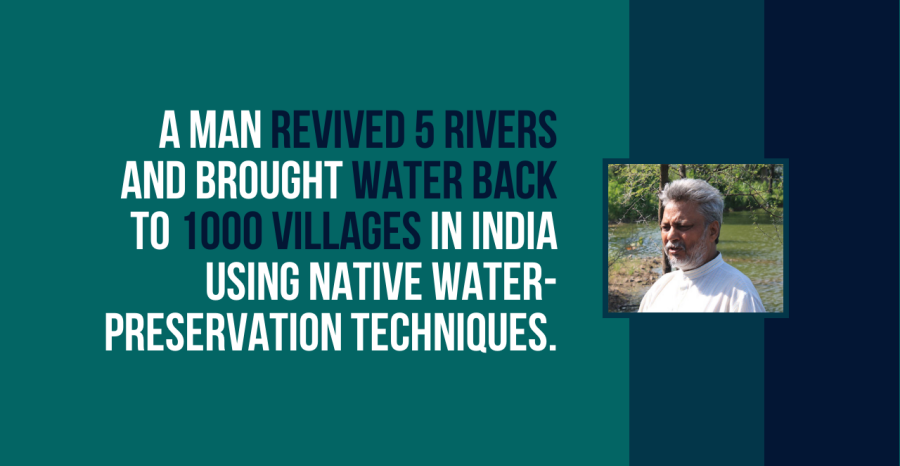 A MAN REVIVED 5 RIVERS
AND BROUGHT WATER BACK
TO 1000 VILLAGES IN INDIA
USING NATIVE WATER-
PRESERVATION TECHNIQUES.